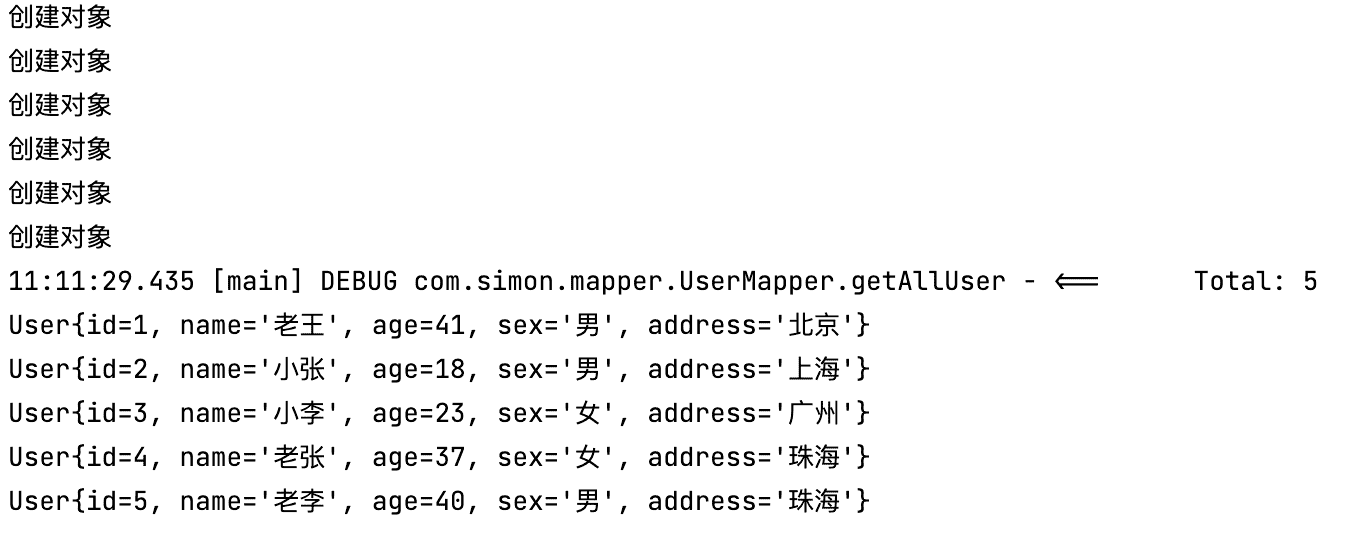 创建对象
创建对象
创建对象
创建对象
创建对象
创建对象
11:11:29.435 [main] DEBUG com.simon.mapper.UserMapper.getAllUser - <==      Total: 5
User{id=1, name='老王', age=41, sex='男', address='北京'}
User{id=2, name='小张', age=18, sex='男', address='上海'}
User{id=3, name='小李', age=23, sex='女', address='广州'}
User{id=4, name='老张', age=37, sex='女', address='珠海'}
User{id=5, name='老李', age=40, sex='男', address='珠海'}